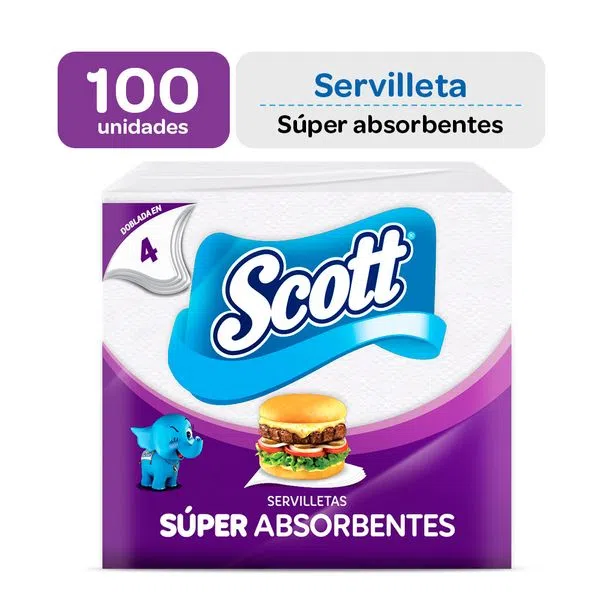 100
unidades
Servilleta
Súper absorbentes
DOBLADA EN
4
Scott®
SERVILLETAS
SÚPER ABSORBENTES